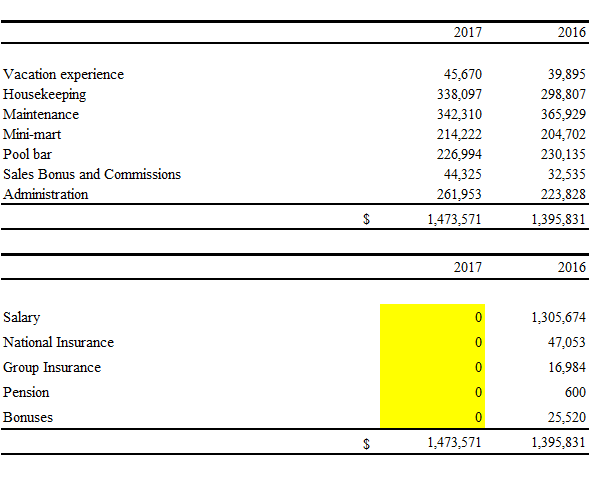 2017 2016
Vacation experience 45,670 39,895
Housekeeping 338,097 298,807
Maintenance 342,310 365,929
Mini-mart 214,222 204,702
Pool bar 226,994 230,135
Sales Bonus and Commissions 44,325 32,535
Administration 261,953 223,828
$ 1,473,571 1,395,831
2017 2016
Salary 0 1,305,674
National Insurance 0 47,053
Group Insurance 0 16,984
Pension 0 600
Bonuses 0 25,520
$ 1,473,571 1,395,831